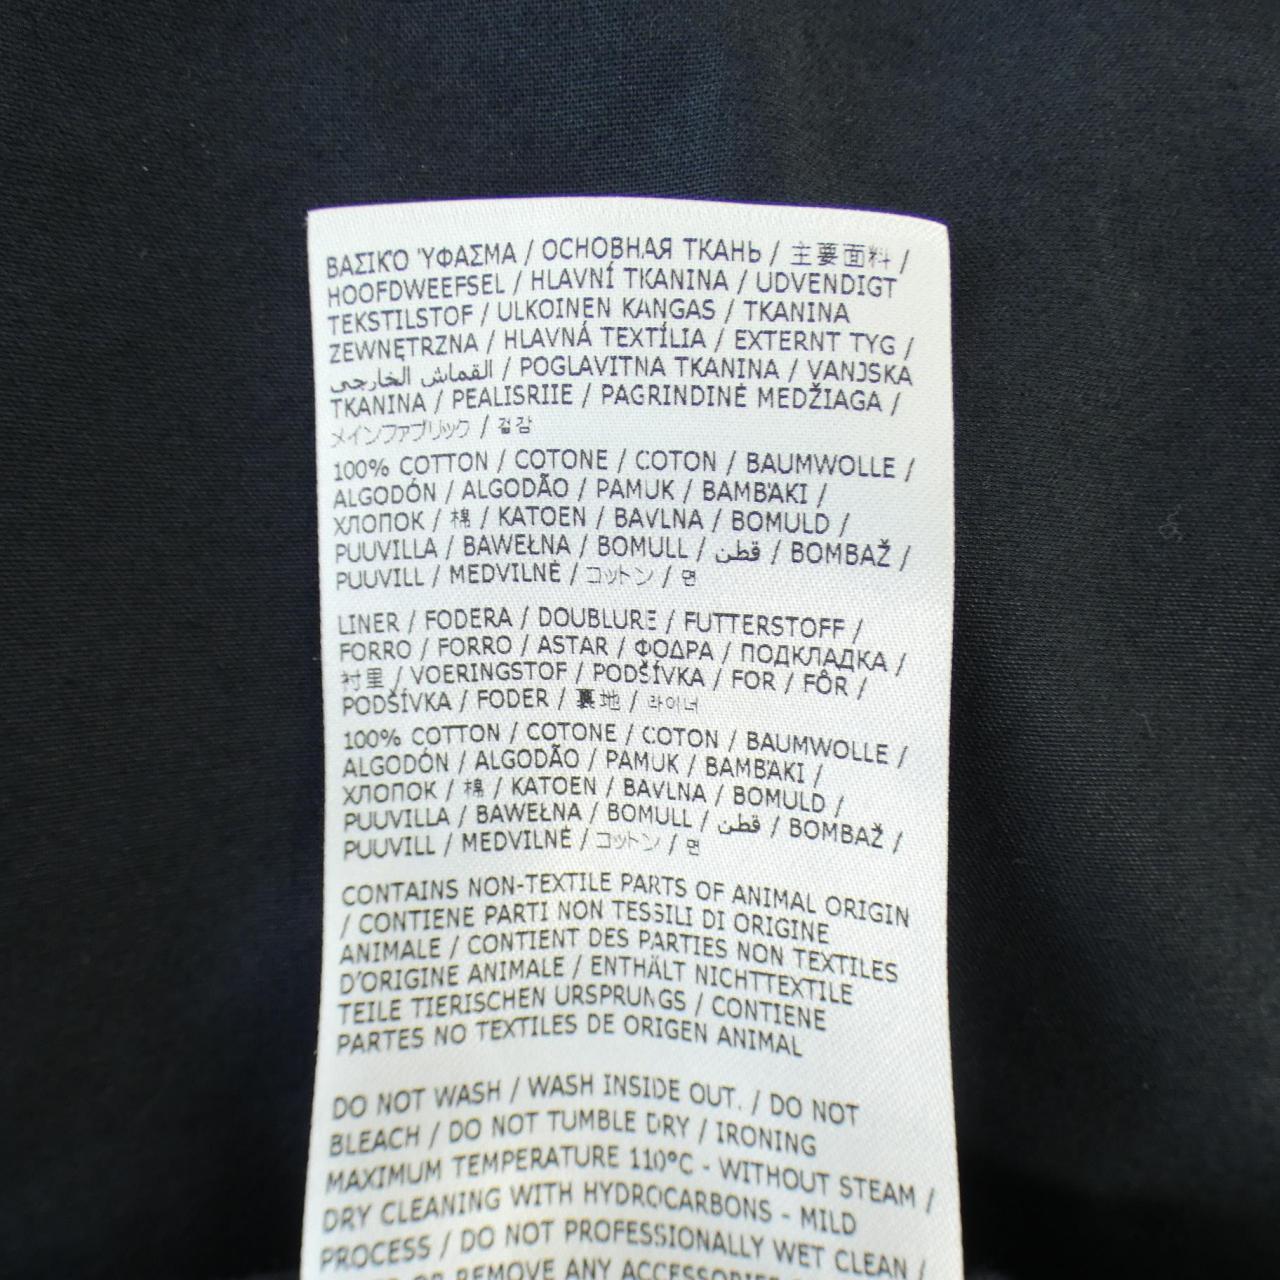 ΒΑΣΙΚΌ ΎΦΑΣΜΑ / ОСНОВНАЯ ТКАНЬ / 主要面料 /
HOOFDWEEFSEL / HLAVNÍ TKANINA / UDVENDIGT
TEKSTILSTOF / ULKOINEN KANGAS / TKANINA
ZEWNĘTRZNA / HLAVNÁ TEXTÍLIA / EXTERNT TYG /
القماش الخارجي / POGLAVITNA TKANINA / VANJSKA
TKANINA / PEALISRIIE / PAGRINDINĖ MEDŽIAGA /
メインファブリック / 겉감
100% COTTON / COTONE / COTON / BAUMWOLLE /
ALGODÓN / ALGODÃO / PAMUK / ΒΑΜΒΆΚΙ /
ХЛОПОК / 棉 / KATOEN / BAVLNA / BOMULD /
PUUVILLA / BAWEŁNA / BOMULL / قطن / BOMBAŽ /
PUUVILL / MEDVILNĖ / コットン / 면
LINER / FODERA / DOUBLURE / FUTTERSTOFF /
FORRO / FORRO / ASTAR / ΦΟΔΡΑ / ПОДКЛАДКА /
衬里 / VOERINGSTOF / PODŠÍVKA / FOR / FÔR /
PODŠÍVKA / FODER / 裏地 / 라이너
100% COTTON / COTONE / COTON / BAUMWOLLE /
ALGODÓN / ALGODÃO / PAMUK / ΒΑΜΒΆΚΙ /
ХЛОПОК / 棉 / KATOEN / BAVLNA / BOMULD /
PUUVILLA / BAWEŁNA / BOMULL / قطن / BOMBAŽ /
PUUVILL / MEDVILNĖ / コットン / 면
CONTAINS NON-TEXTILE PARTS OF ANIMAL ORIGIN
/ CONTIENE PARTI NON TESSILI DI ORIGINE
ANIMALE / CONTIENT DES PARTIES NON TEXTILES
D'ORIGINE ANIMALE / ENTHÄLT NICHTTEXTILE
TEILE TIERISCHEN URSPRUNGS / CONTIENE
PARTES NO TEXTILES DE ORIGEN ANIMAL
DO NOT WASH / WASH INSIDE OUT. / DO NOT
BLEACH / DO NOT TUMBLE DRY / IRONING
MAXIMUM TEMPERATURE 110°C - WITHOUT STEAM /
DRY CLEANING WITH HYDROCARBONS - MILD
PROCESS / DO NOT PROFESSIONALLY WET CLEAN /
OR REMOVE ANY